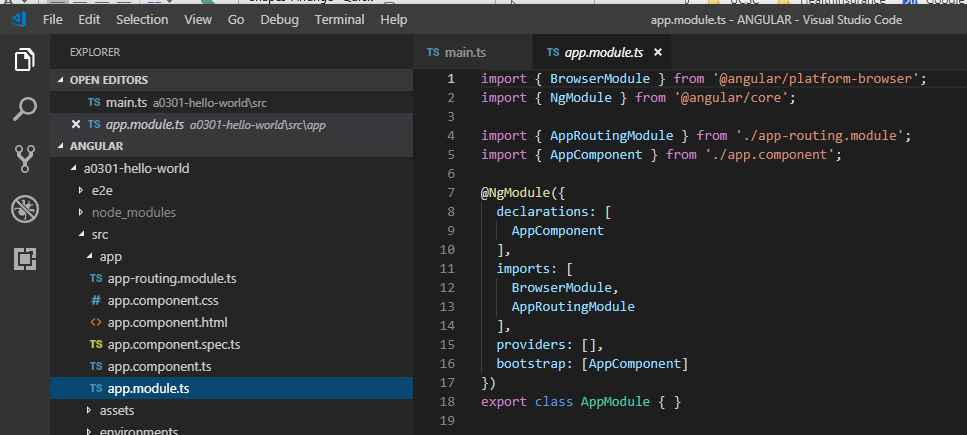 File Edit Selection View Go Debug Terminal Help app.module.ts - ANGULAR - Visual Studio Code
EXPLORER
OPEN EDITORS
TS main.ts a0301-hello-world\src
TS app.module.ts a0301-hello-world\src\app
ANGULAR
a0301-hello-world
e2e
node_modules
src
app
TS app-routing.module.ts
# app.component.css
<> app.component.html
TS app.component.spec.ts
TS app.component.ts
TS app.module.ts
assets
environments
TS main.ts TS app.module.ts ×
1 import { BrowserModule } from '@angular/platform-browser';
2 import { NgModule } from '@angular/core';
3
4 import { AppRoutingModule } from './app-routing.module';
5 import { AppComponent } from './app.component';
6
7 @NgModule({
8   declarations: [
9     AppComponent
10   ],
11   imports: [
12     BrowserModule,
13     AppRoutingModule
14   ],
15   providers: [],
16   bootstrap: [AppComponent]
17 })
18 export class AppModule { }
19